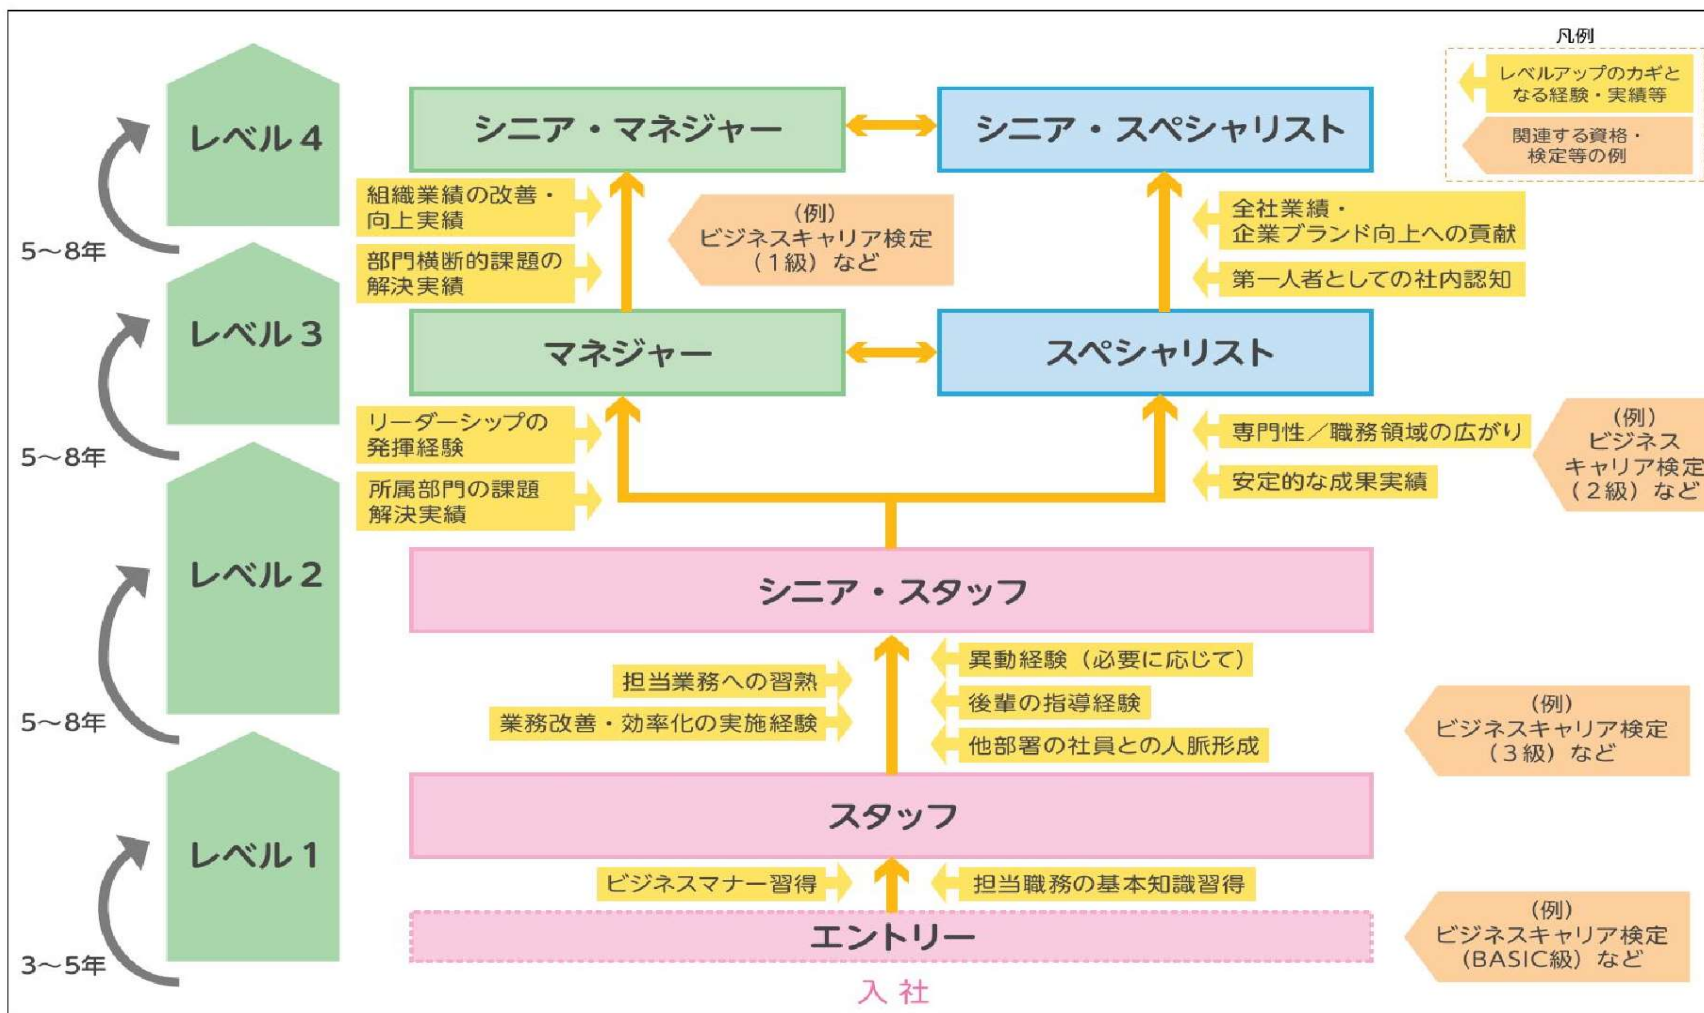 凡例
レベルアップのカギと
なる経験・実績等
関連する資格・
検定等の例
レベル4
シニア・マネジャー
シニア・スペシャリスト
組織業績の改善・
向上実績
部門横断的課題の
解決実績
（例）
ビジネスキャリア検定
（1級）など
全社業績・
企業ブランド向上への貢献
第一人者としての社内認知
5～8年
レベル3
マネジャー
スペシャリスト
リーダーシップの
発揮経験
所属部門の課題
解決実績
専門性／職務領域の広がり
安定的な成果実績
（例）
ビジネス
キャリア検定
（2級）など
5～8年
レベル2
シニア・スタッフ
担当業務への習熟
業務改善・効率化の実施経験
異動経験（必要に応じて）
後輩の指導経験
他部署の社員との人脈形成
（例）
ビジネスキャリア検定
（3級）など
5～8年
レベル1
スタッフ
ビジネスマナー習得
担当職務の基本知識習得
エントリー
（例）
ビジネスキャリア検定
(BASIC級）など
3～5年
入社